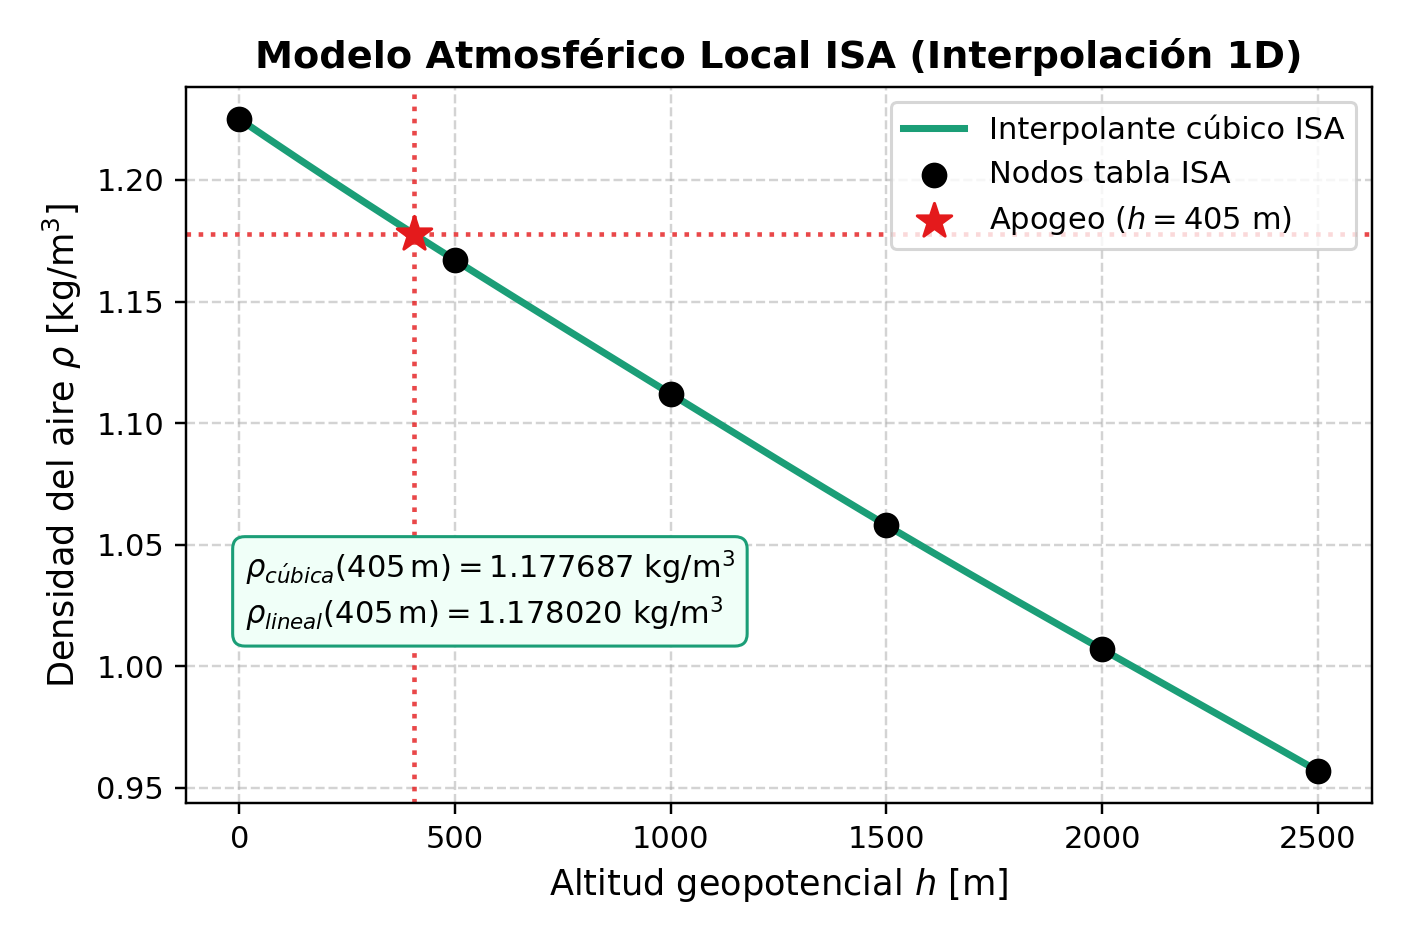 Modelo Atmosférico Local ISA (Interpolación 1D)
Interpolante cúbico ISA
Nodos tabla ISA
Apogeo (h = 405 m)
Densidad del aire ρ [kg/m³]
1.20
1.15
1.10
1.05
1.00
0.95
ρ_cúbica(405 m) = 1.177687 kg/m³
ρ_lineal(405 m) = 1.178020 kg/m³
0 500 1000 1500 2000 2500
Altitud geopotencial h [m]